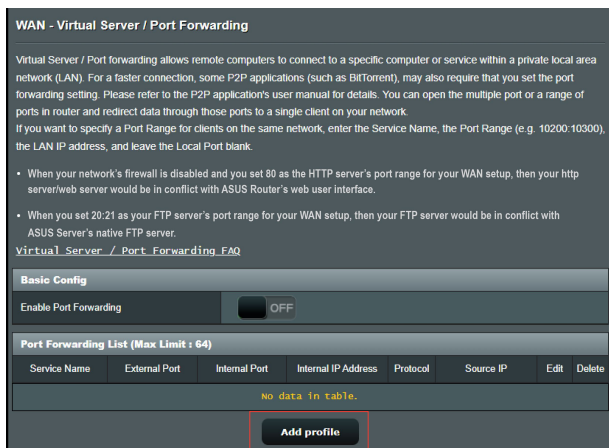 WAN - Virtual Server / Port Forwarding
Virtual Server / Port forwarding allows remote computers to connect to a specific computer or service within a private local area
network (LAN). For a faster connection, some P2P applications (such as BitTorrent), may also require that you set the port
forwarding setting. Please refer to the P2P application's user manual for details. You can open the multiple port or a range of
ports in router and redirect data through those ports to a single client on your network.
If you want to specify a Port Range for clients on the same network, enter the Service Name, the Port Range (e.g. 10200:10300),
the LAN IP address, and leave the Local Port blank.
• When your network's firewall is disabled and you set 80 as the HTTP server's port range for your WAN setup, then your http
server/web server would be in conflict with ASUS Router's web user interface.
• When you set 20:21 as your FTP server's port range for your WAN setup, then your FTP server would be in conflict with
ASUS Server's native FTP server.
Virtual Server / Port Forwarding FAQ
Basic Config
Enable Port Forwarding OFF
Port Forwarding List (Max Limit : 64)
Service Name External Port Internal Port Internal IP Address Protocol Source IP Edit Delete
No data in table.
Add profile